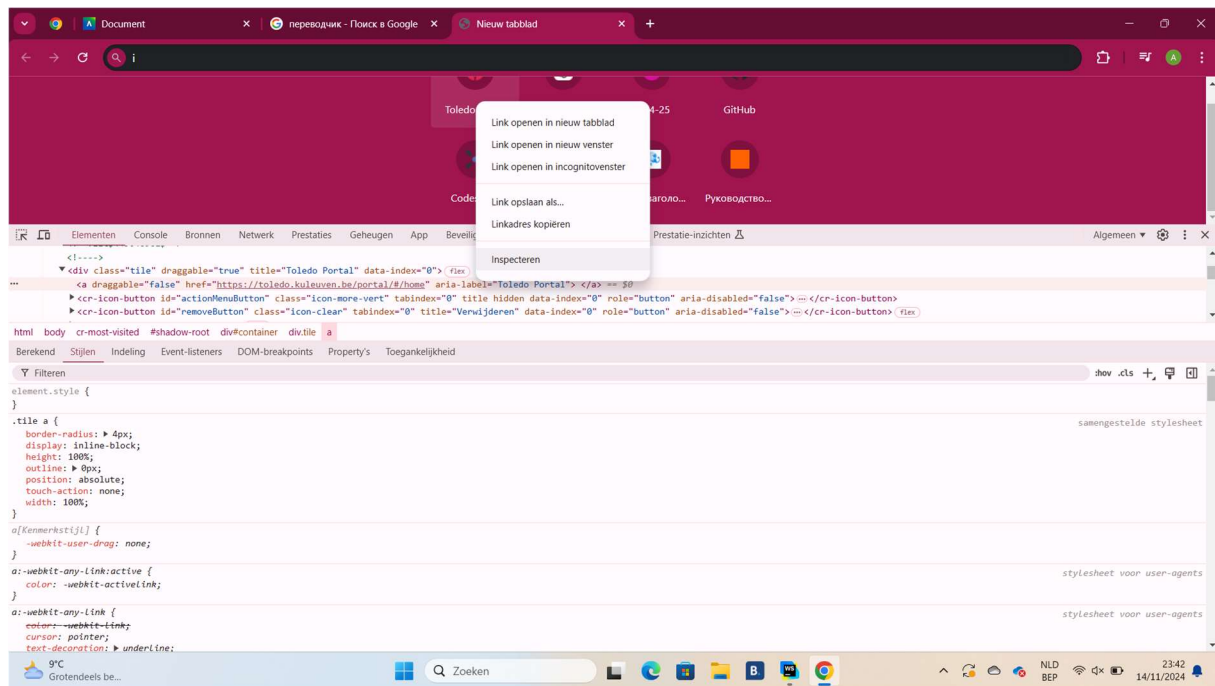 Document
переводчик - Поиск в Google
Nieuw tabblad
i
A
Toledo
4-25
GitHub
Руководство...
Link openen in nieuw tabblad
Link openen in nieuw venster
Link openen in incognitovenster
Link opslaan als...
Linkadres kopiëren
Inspecteren
Elementen Console Bronnen Netwerk Prestaties Geheugen App Prestatie-inzichten Algemeen
<!---->
<div class="tile" draggable="true" title="Toledo Portal" data-index="0"> flex
<a draggable="false" href="https://toledo.kuleuven.be/portal/#/home" aria-label="Toledo Portal"> </a> == $0
<cr-icon-button id="actionMenuButton" class="icon-more-vert" tabindex="0" title hidden data-index="0" role="button" aria-disabled="false"> … </cr-icon-button>
<cr-icon-button id="removeButton" class="icon-clear" tabindex="0" title="Verwijderen" data-index="0" role="button" aria-disabled="false"> … </cr-icon-button> flex
html body cr-most-visited #shadow-root div#container div.tile a
Berekend Stijlen Indeling Event-listeners DOM-breakpoints Property's Toegankelijkheid
Filteren :hov .cls
element.style {
}
.tile a { samengestelde stylesheet
border-radius: 4px;
display: inline-block;
height: 100%;
outline: 0px;
position: absolute;
touch-action: none;
width: 100%;
}
a[Kenmerkstijl] {
-webkit-user-drag: none;
}
a:-webkit-any-link:active { stylesheet voor user-agents
color: -webkit-activelink;
}
a:-webkit-any-link { stylesheet voor user-agents
color: -webkit-link;
cursor: pointer;
text-decoration: underline;
9°C
Grotendeels be...
Zoeken
B.
WS
NLD
BEP
23:42
14/11/2024